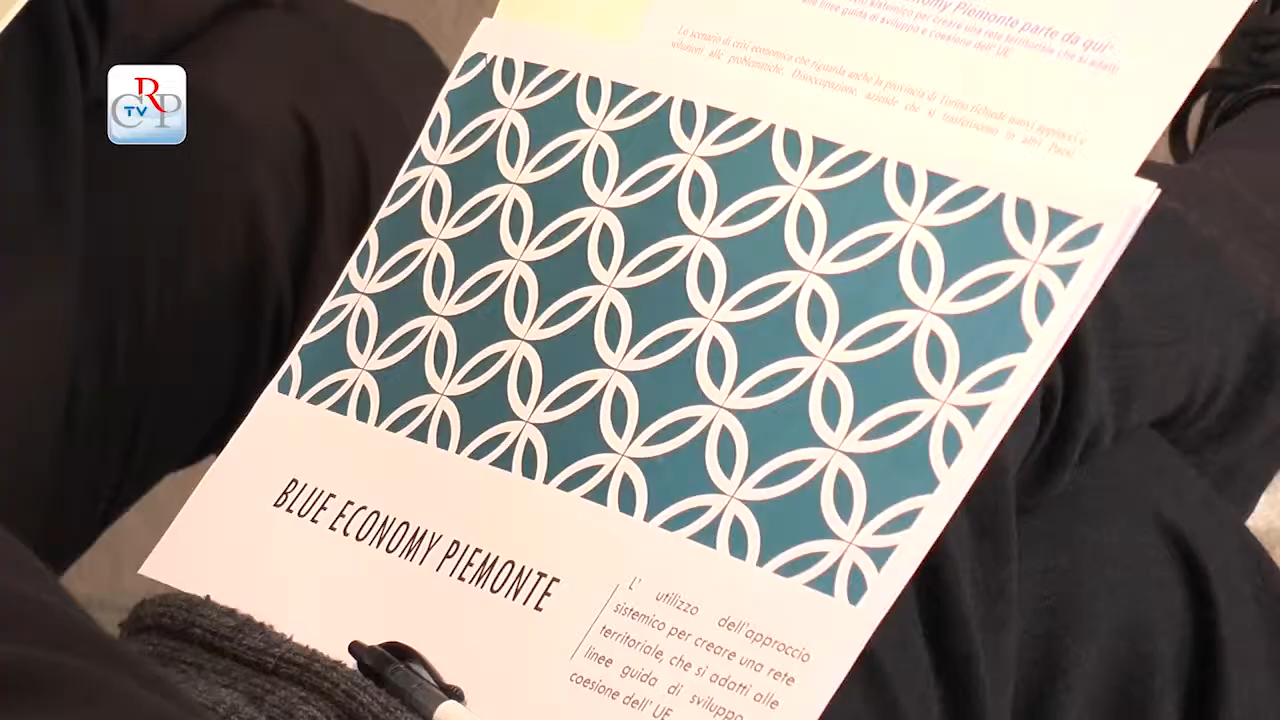 CRP
TV
onomy Piemonte parte da qui".
sistemico per creare una rete territoriale che si adatti
alle linee guida di sviluppo e coesione dell' UE
Lo scenario di crisi economica che riguarda anche la provincia di Torino richiede nuovi approcci e
soluzioni alle problematiche. Disoccupazione, aziende che si trasferiscono in altri Paesi,
BLUE ECONOMY PIEMONTE
L' utilizzo dell'approccio
sistemico per creare una rete
territoriale, che si adatti alle
linee guida di sviluppo
coesione dell' UE